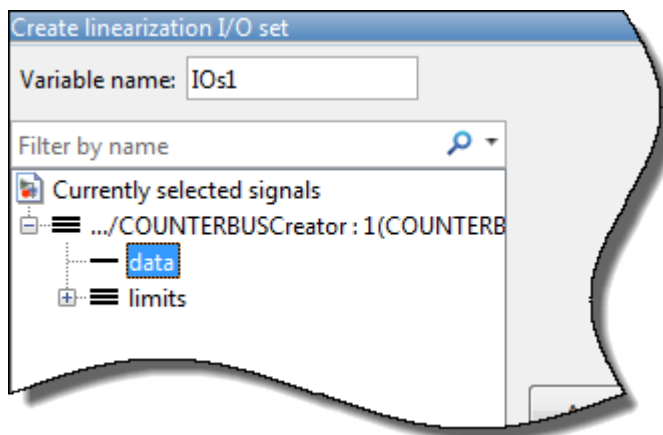 Create linearization I/O set
Variable name: IOs1
Filter by name
Currently selected signals
.../COUNTERBUSCreator : 1(COUNTERB
data
limits